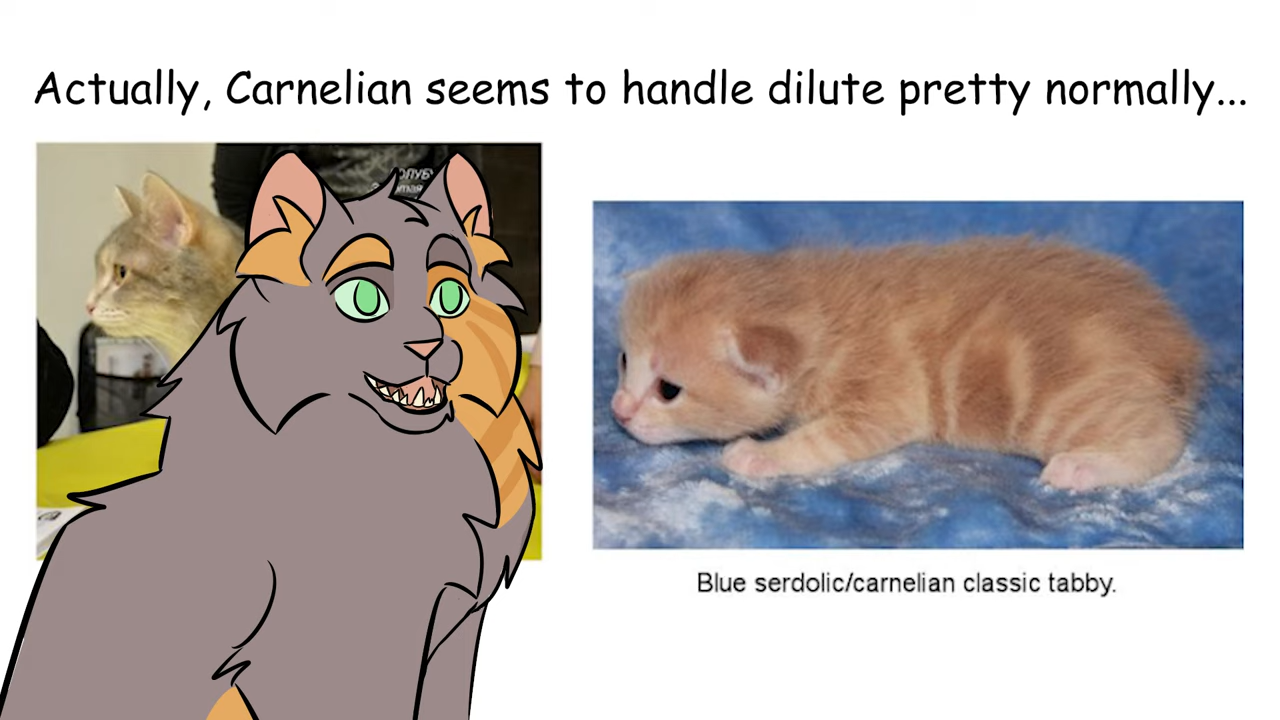 Actually, Carnelian seems to handle dilute pretty normally...
Blue serdolic/carnelian classic tabby.